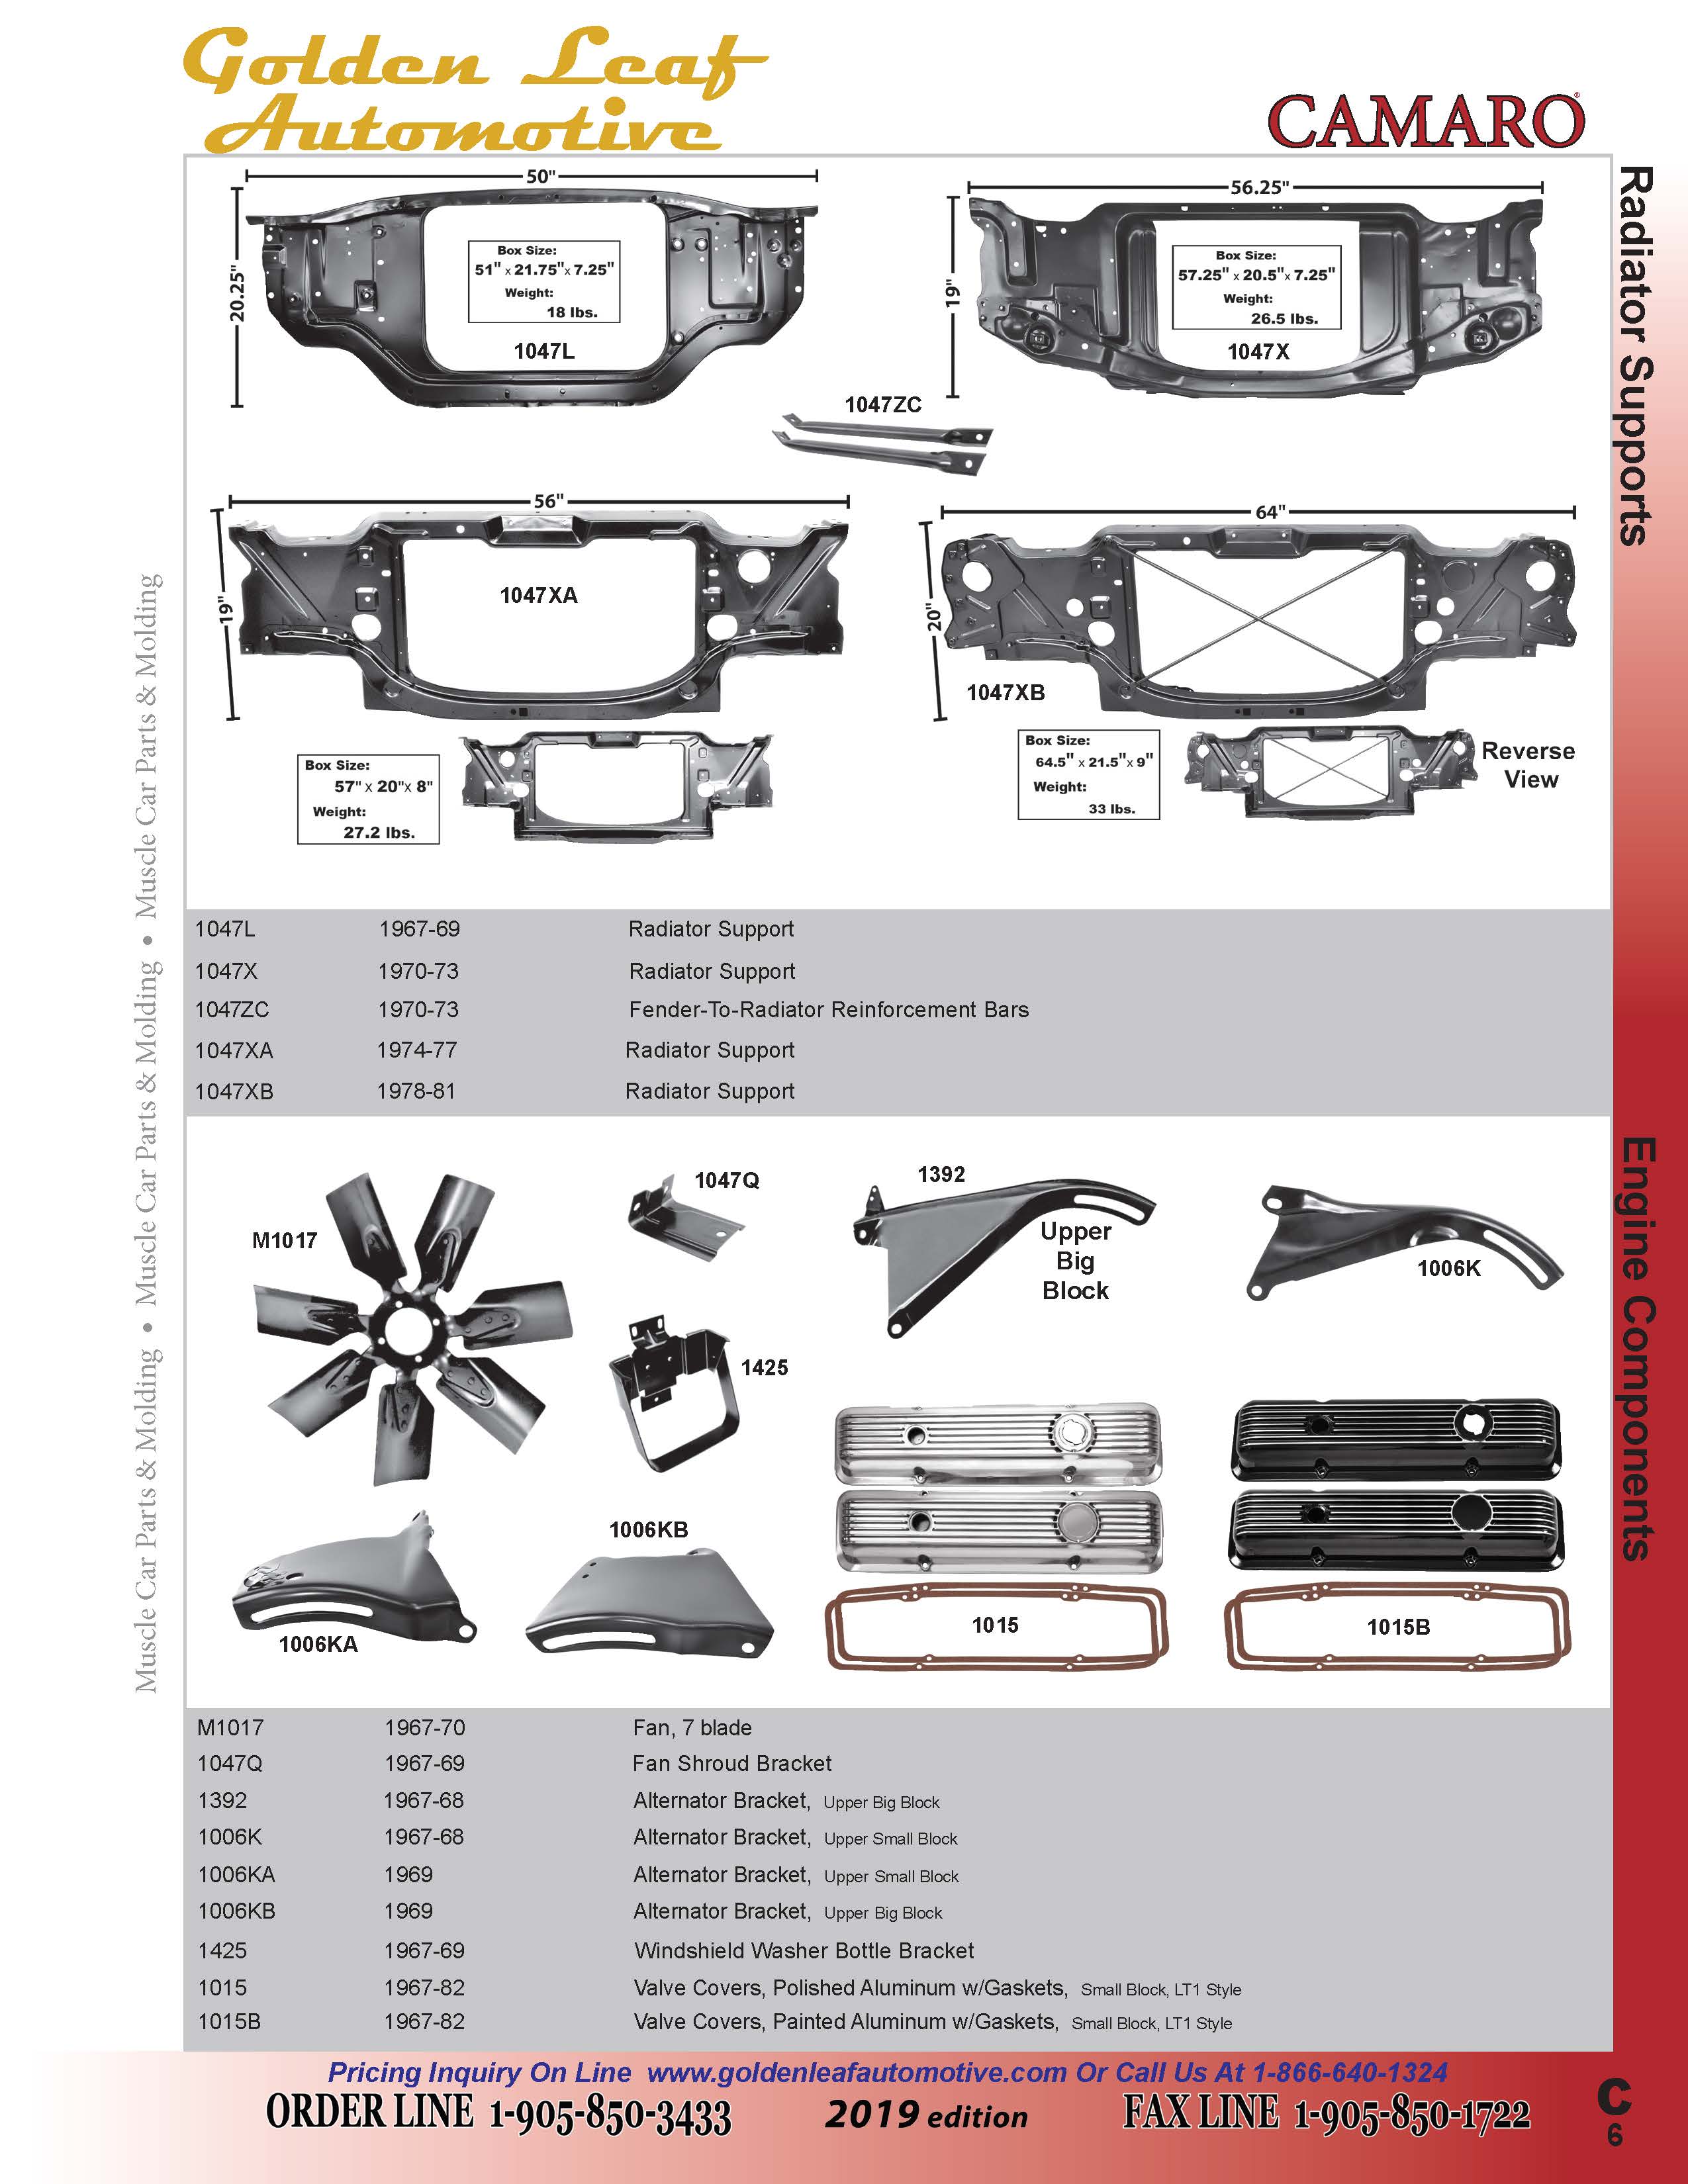 Golden Leaf
Automotive
CAMARO®
Radiator Supports
50"
20.25"
Box Size:
51" x 21.75" x 7.25"
Weight:
18 lbs.
1047L
56.25"
19"
Box Size:
57.25" x 20.5" x 7.25"
Weight:
26.5 lbs.
1047X
1047ZC
56"
19"
1047XA
64"
20"
1047XB
Box Size:
57" x 20" x 8"
Weight:
27.2 lbs.
Box Size:
64.5" x 21.5" x 9"
Weight:
33 lbs.
Reverse
View
Muscle Car Parts & Molding • Muscle Car Parts & Molding • Muscle Car Parts & Molding
1047L 1967-69 Radiator Support
1047X 1970-73 Radiator Support
1047ZC 1970-73 Fender-To-Radiator Reinforcement Bars
1047XA 1974-77 Radiator Support
1047XB 1978-81 Radiator Support
Engine Components
M1017
1047Q
1392
Upper
Big
Block
1006K
1425
1006KA
1006KB
1015
1015B
M1017 1967-70 Fan, 7 blade
1047Q 1967-69 Fan Shroud Bracket
1392 1967-68 Alternator Bracket, Upper Big Block
1006K 1967-68 Alternator Bracket, Upper Small Block
1006KA 1969 Alternator Bracket, Upper Small Block
1006KB 1969 Alternator Bracket, Upper Big Block
1425 1967-69 Windshield Washer Bottle Bracket
1015 1967-82 Valve Covers, Polished Aluminum w/Gaskets, Small Block, LT1 Style
1015B 1967-82 Valve Covers, Painted Aluminum w/Gaskets, Small Block, LT1 Style
Pricing Inquiry On Line www.goldenleafautomotive.com Or Call Us At 1-866-640-1324
ORDER LINE 1-905-850-3433 2019 edition FAX LINE 1-905-850-1722
C
6